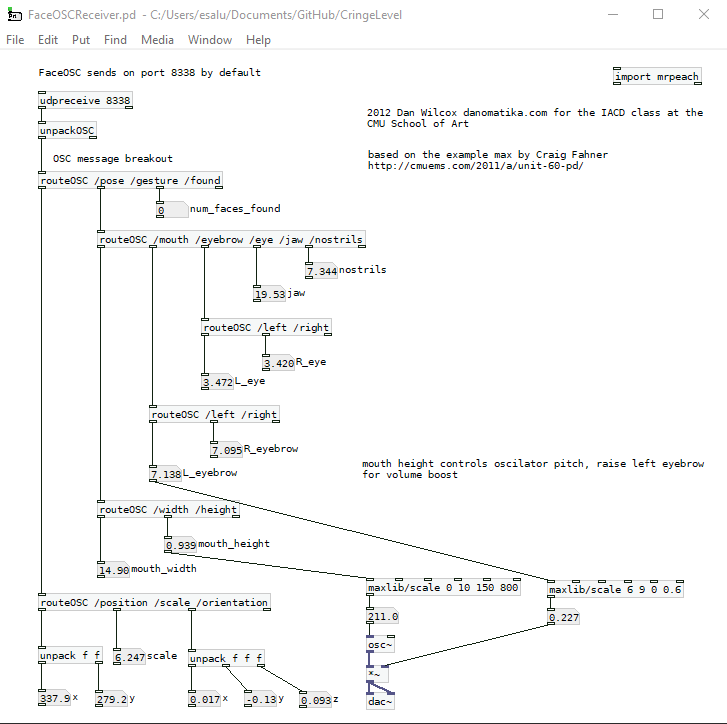 FaceOSCReceiver.pd - C:/Users/esalu/Documents/GitHub/CringeLevel
File Edit Put Find Media Window Help
FaceOSC sends on port 8338 by default
import mrpeach
udpreceive 8338
2012 Dan Wilcox danomatika.com for the IACD class at the
CMU School of Art
unpackOSC
OSC message breakout
based on the example max by Craig Fahner
http://cmuems.com/2011/a/unit-60-pd/
routeOSC /pose /gesture /found
0 num_faces_found
routeOSC /mouth /eyebrow /eye /jaw /nostrils
7.344 nostrils
19.53 jaw
routeOSC /left /right
3.420 R_eye
3.472 L_eye
routeOSC /left /right
7.095 R_eyebrow
7.138 L_eyebrow
mouth height controls oscilator pitch, raise left eyebrow
for volume boost
routeOSC /width /height
0.939 mouth_height
14.90 mouth_width
maxlib/scale 0 10 150 800
maxlib/scale 6 9 0 0.6
routeOSC /position /scale /orientation
211.0
0.227
osc~
unpack f f
6.247 scale
unpack f f f
*~
337.9 x
279.2 y
0.017 x
-0.13 y
0.093 z
dac~